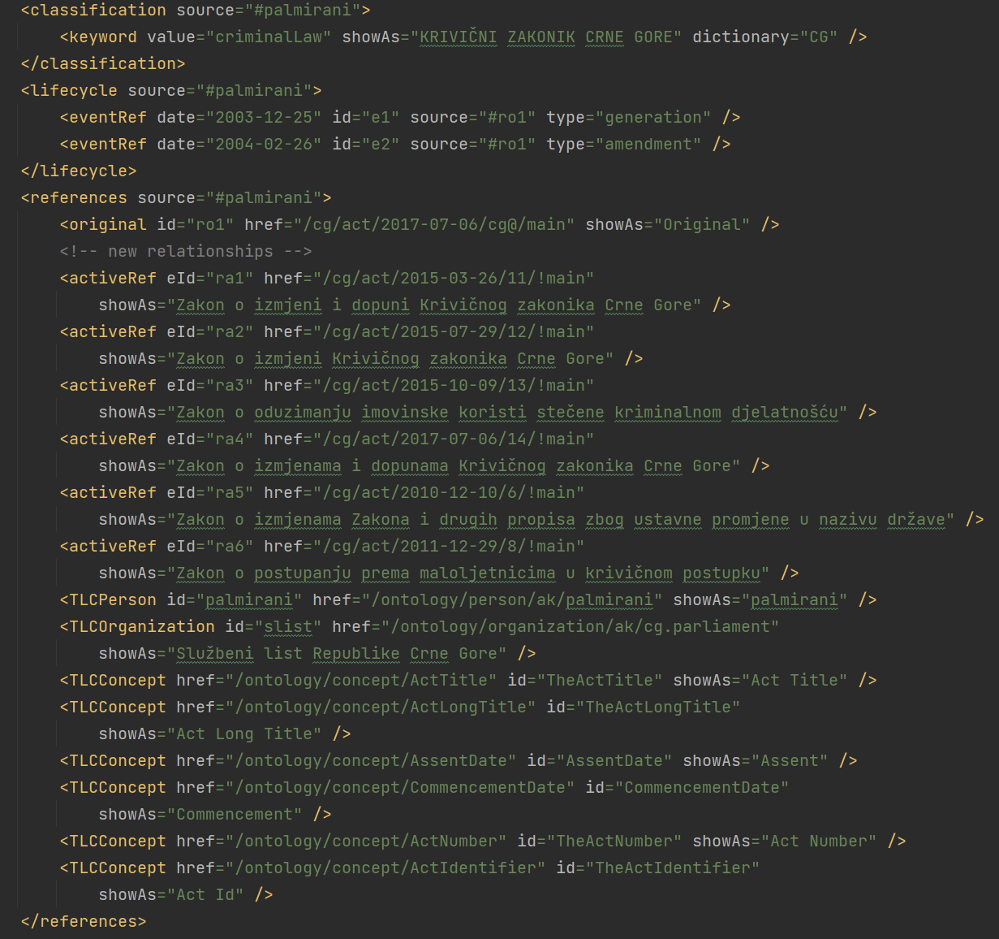 <classification source="#palmirani">
<keyword value="criminalLaw" showAs="KRIVIČNI ZAKONIK CRNE GORE" dictionary="CG" />
</classification>
<lifecycle source="#palmirani">
<eventRef date="2003-12-25" id="e1" source="#ro1" type="generation" />
<eventRef date="2004-02-26" id="e2" source="#ro1" type="amendment" />
</lifecycle>
<references source="#palmirani">
<original id="ro1" href="/cg/act/2017-07-06/cg@/main" showAs="Original" />
<!-- new relationships -->
<activeRef eId="ra1" href="/cg/act/2015-03-26/11/!main"
showAs="Zakon o izmjeni i dopuni Krivičnog zakonika Crne Gore" />
<activeRef eId="ra2" href="/cg/act/2015-07-29/12/!main"
showAs="Zakon o izmjeni Krivičnog zakonika Crne Gore" />
<activeRef eId="ra3" href="/cg/act/2015-10-09/13/!main"
showAs="Zakon o oduzimanju imovinske koristi stečene kriminalnom djelatnošću" />
<activeRef eId="ra4" href="/cg/act/2017-07-06/14/!main"
showAs="Zakon o izmjenama i dopunama Krivičnog zakonika Crne Gore" />
<activeRef eId="ra5" href="/cg/act/2010-12-10/6/!main"
showAs="Zakon o izmjenama Zakona i drugih propisa zbog ustavne promjene u nazivu države" />
<activeRef eId="ra6" href="/cg/act/2011-12-29/8/!main"
showAs="Zakon o postupanju prema maloljetnicima u krivičnom postupku" />
<TLCPerson id="palmirani" href="/ontology/person/ak/palmirani" showAs="palmirani" />
<TLCOrganization id="slist" href="/ontology/organization/ak/cg.parliament"
showAs="Službeni list Republike Crne Gore" />
<TLCConcept href="/ontology/concept/ActTitle" id="TheActTitle" showAs="Act Title" />
<TLCConcept href="/ontology/concept/ActLongTitle" id="TheActLongTitle"
showAs="Act Long Title" />
<TLCConcept href="/ontology/concept/AssentDate" id="AssentDate" showAs="Assent" />
<TLCConcept href="/ontology/concept/CommencementDate" id="CommencementDate"
showAs="Commencement" />
<TLCConcept href="/ontology/concept/ActNumber" id="TheActNumber" showAs="Act Number" />
<TLCConcept href="/ontology/concept/ActIdentifier" id="TheActIdentifier"
showAs="Act Id" />
</references>